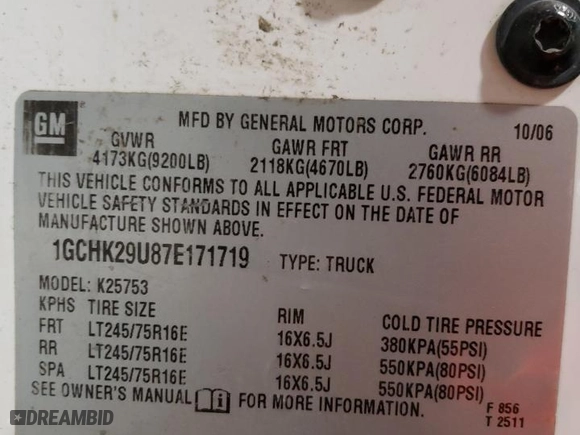 GM
MFD BY GENERAL MOTORS CORP. 10/06
GVWR GAWR FRT GAWR RR
4173KG(9200LB) 2118KG(4670LB) 2760KG(6084LB)
THIS VEHICLE CONFORMS TO ALL APPLICABLE U.S. FEDERAL MOTOR
VEHICLE SAFETY STANDARDS IN EFFECT ON THE DATE OF
MANUFACTURE SHOWN ABOVE.
1GCHK29U87E171719 TYPE: TRUCK
MODEL: K25753
KPHS TIRE SIZE RIM COLD TIRE PRESSURE
FRT LT245/75R16E 16X6.5J 380KPA(55PSI)
RR LT245/75R16E 16X6.5J 550KPA(80PSI)
SPA LT245/75R16E 16X6.5J 550KPA(80PSI)
SEE OWNER'S MANUAL FOR MORE INFORMATION. F 856
T 2511
DREAMBID